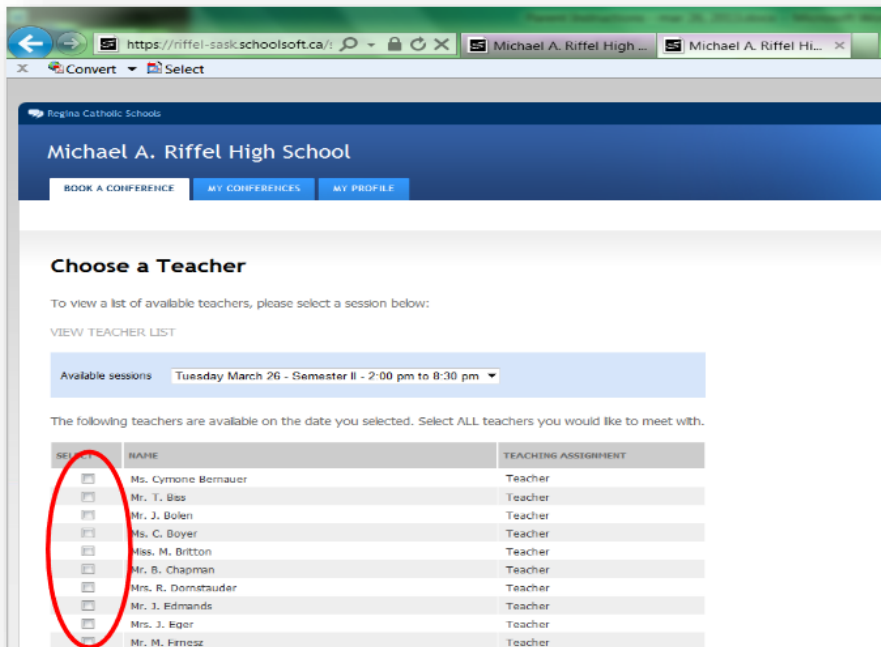 https://riffel-sask.schoolsoft.ca/
Michael A. Riffel High ...
Michael A. Riffel Hi...
x Convert Select
Regina Catholic Schools
Michael A. Riffel High School
BOOK A CONFERENCE MY CONFERENCES MY PROFILE
Choose a Teacher
To view a list of available teachers, please select a session below:
VIEW TEACHER LIST
Available sessions Tuesday March 26 - Semester II - 2:00 pm to 8:30 pm
The following teachers are available on the date you selected. Select ALL teachers you would like to meet with.
SELECT NAME TEACHING ASSIGNMENT
Ms. Cymone Bernauer Teacher
Mr. T. Biss Teacher
Mr. J. Bolen Teacher
Ms. C. Boyer Teacher
Miss. M. Britton Teacher
Mr. B. Chapman Teacher
Mrs. R. Dornstauder Teacher
Mr. J. Edmands Teacher
Mrs. J. Eger Teacher
Mr. M. Firnesz Teacher